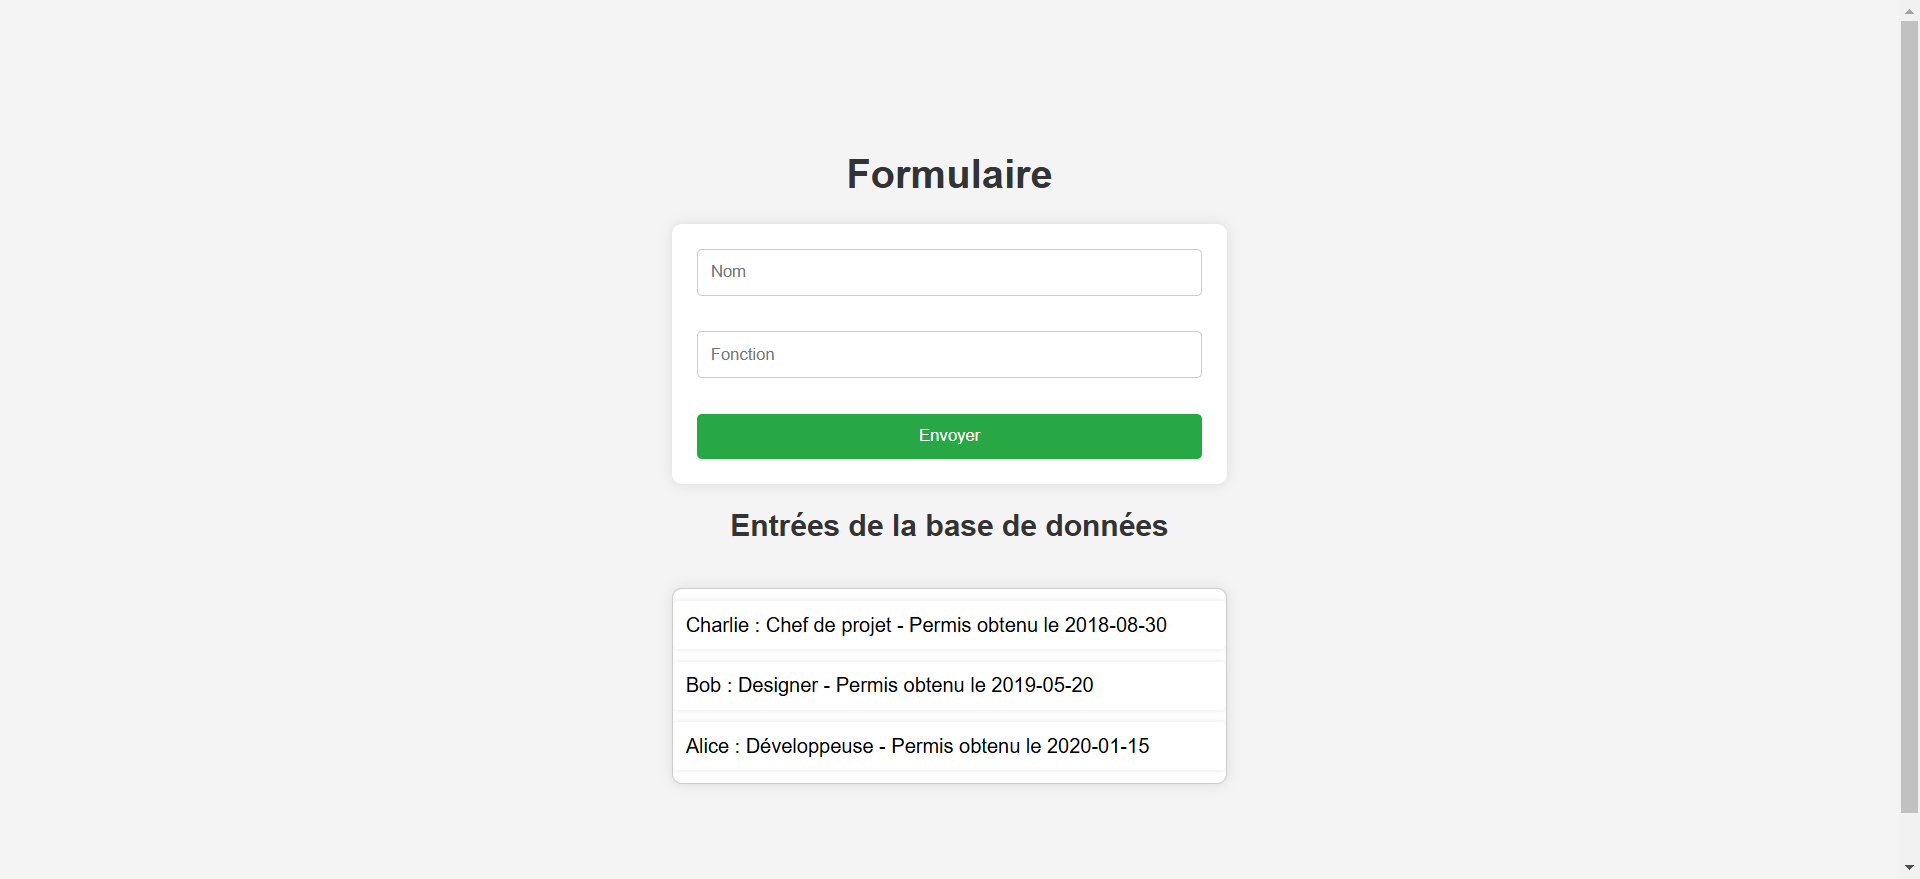 Formulaire
Nom
Fonction
Envoyer
Entrées de la base de données
Charlie : Chef de projet - Permis obtenu le 2018-08-30
Bob : Designer - Permis obtenu le 2019-05-20
Alice : Développeuse - Permis obtenu le 2020-01-15